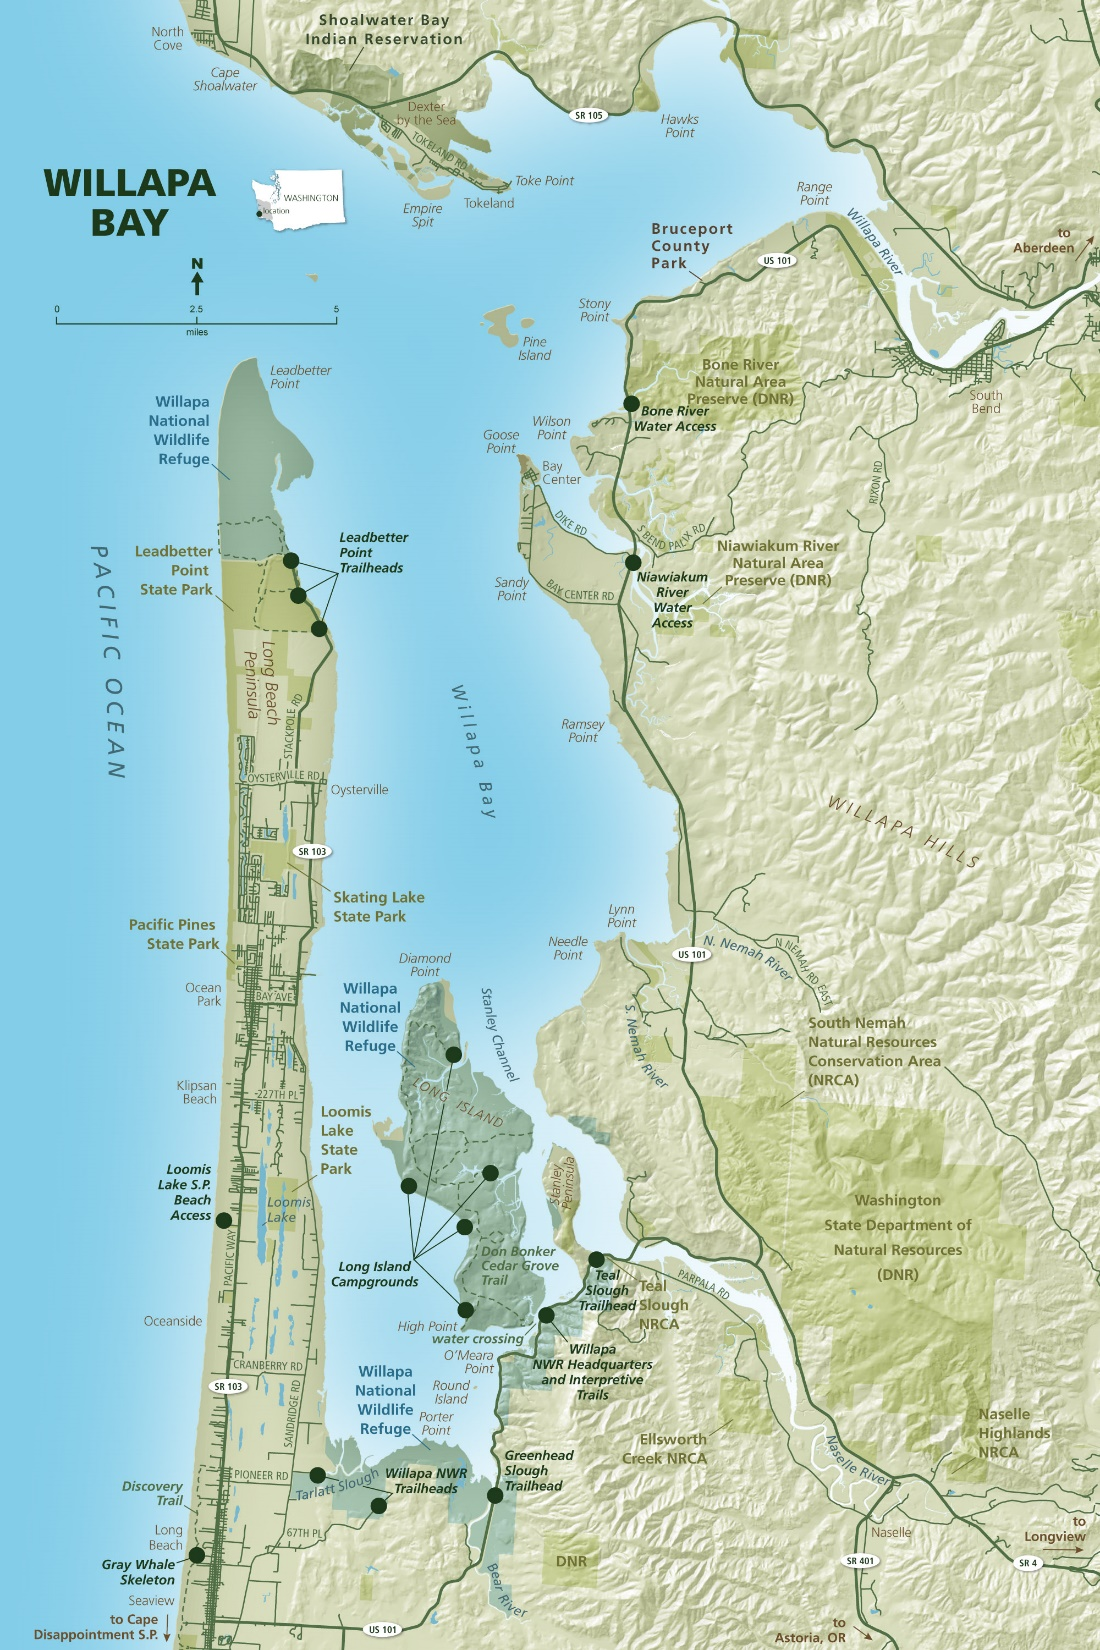 North
Cove
Shoalwater Bay
Indian Reservation
Cape
Shoalwater
Dexter
by the Sea
TOKELAND RD
SR 105
Hawks
Point
Toke Point
Tokeland
Empire
Spit
WILLAPA
BAY
WASHINGTON
location
Range
Point
Willapa River
to
Aberdeen
Bruceport
County
Park
US 101
N
0
2.5
5
miles
Stony
Point
Pine
Island
Leadbetter
Point
Bone River
Natural Area
Preserve (DNR)
South
Bend
Willapa
National
Wildlife
Refuge
Bone River
Water Access
Wilson
Point
Goose
Point
Bay
Center
RIXON RD
DIKE RD
S BEND PALIX RD
Leadbetter
Point
Trailheads
Leadbetter
Point
State Park
Niawiakum River
Natural Area
Preserve (DNR)
Sandy
Point
BAY CENTER RD
Niawiakum
River
Water
Access
PACIFIC OCEAN
Long Beach
Peninsula
STACKPOLE RD
Willapa Bay
Ramsey
Point
OYSTERVILLE RD
Oysterville
WILLAPA HILLS
SR 103
Skating Lake
State Park
Pacific Pines
State Park
Lynn
Point
Needle
Point
US 101
N. Nemah River
N NEMAH RD EAST
Diamond
Point
Ocean
Park
BAY AVE
Willapa
National
Wildlife
Refuge
Stanley Channel
S. Nemah River
South Nemah
Natural Resources
Conservation Area
(NRCA)
Klipsan
Beach
227TH PL
LONG ISLAND
Loomis
Lake
State
Park
Loomis
Lake S.P.
Beach
Access
Loomis
Lake
Stanley
Peninsula
Washington
State Department of
Natural Resources
(DNR)
PACIFIC WAY
Long Island
Campgrounds
Don Bonker
Cedar Grove
Trail
Teal
Slough
Trailhead
Teal
Slough
NRCA
PARPALA RD
Oceanside
High Point
water crossing
O'Meara
Point
Willapa
NWR Headquarters
and Interpretive
Trails
CRANBERRY RD
SR 103
SANDRIDGE RD
Willapa
National
Wildlife
Refuge
Round
Island
Porter
Point
Ellsworth
Creek NRCA
Naselle
Highlands
NRCA
Naselle River
PIONEER RD
Tarlatt Slough
Willapa NWR
Trailheads
Greenhead
Slough
Trailhead
Discovery
Trail
67TH PL
Long
Beach
Gray Whale
Skeleton
Naselle
to
Longview
DNR
SR 401
SR 4
Bear River
Seaview
to Cape
Disappointment S.P.
US 101
to
Astoria, OR